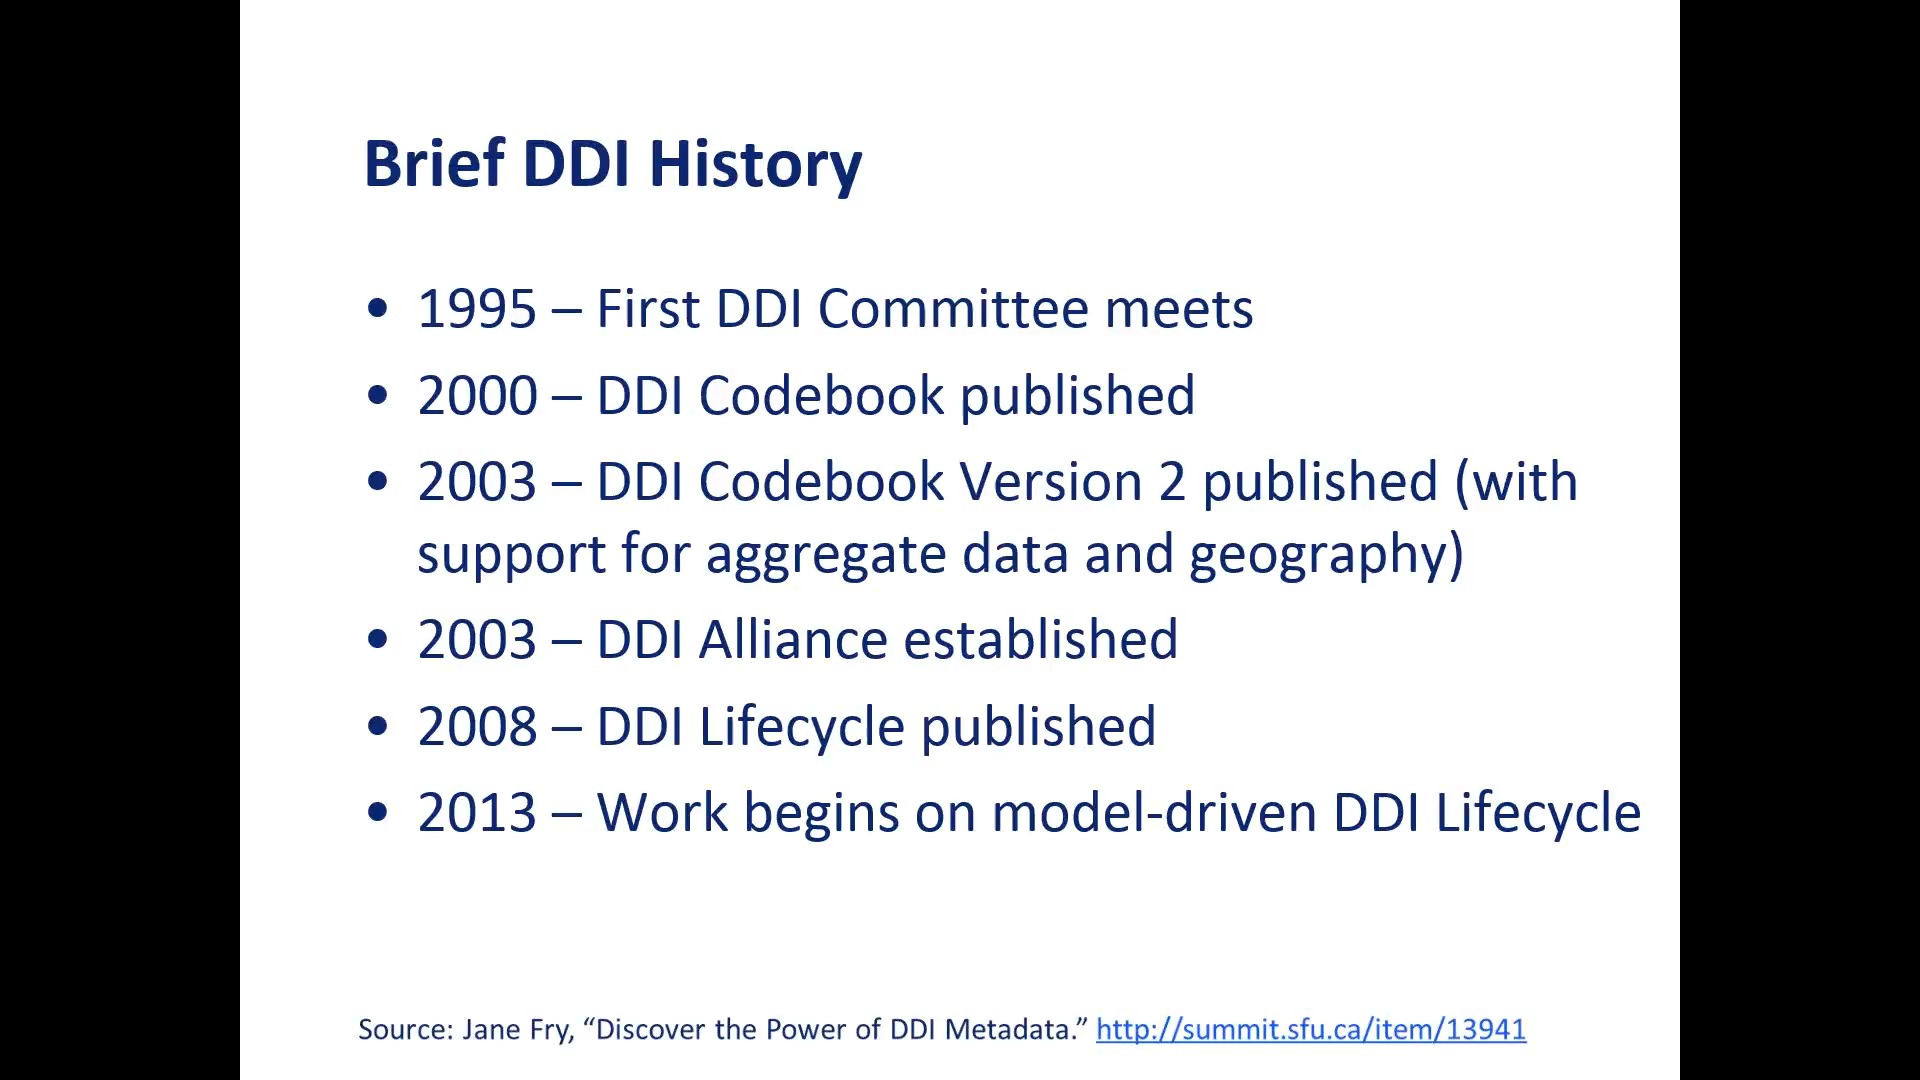 Brief DDI History
• 1995 – First DDI Committee meets
• 2000 – DDI Codebook published
• 2003 – DDI Codebook Version 2 published (with
support for aggregate data and geography)
• 2003 – DDI Alliance established
• 2008 – DDI Lifecycle published
• 2013 – Work begins on model-driven DDI Lifecycle
Source: Jane Fry, “Discover the Power of DDI Metadata.” http://summit.sfu.ca/item/13941